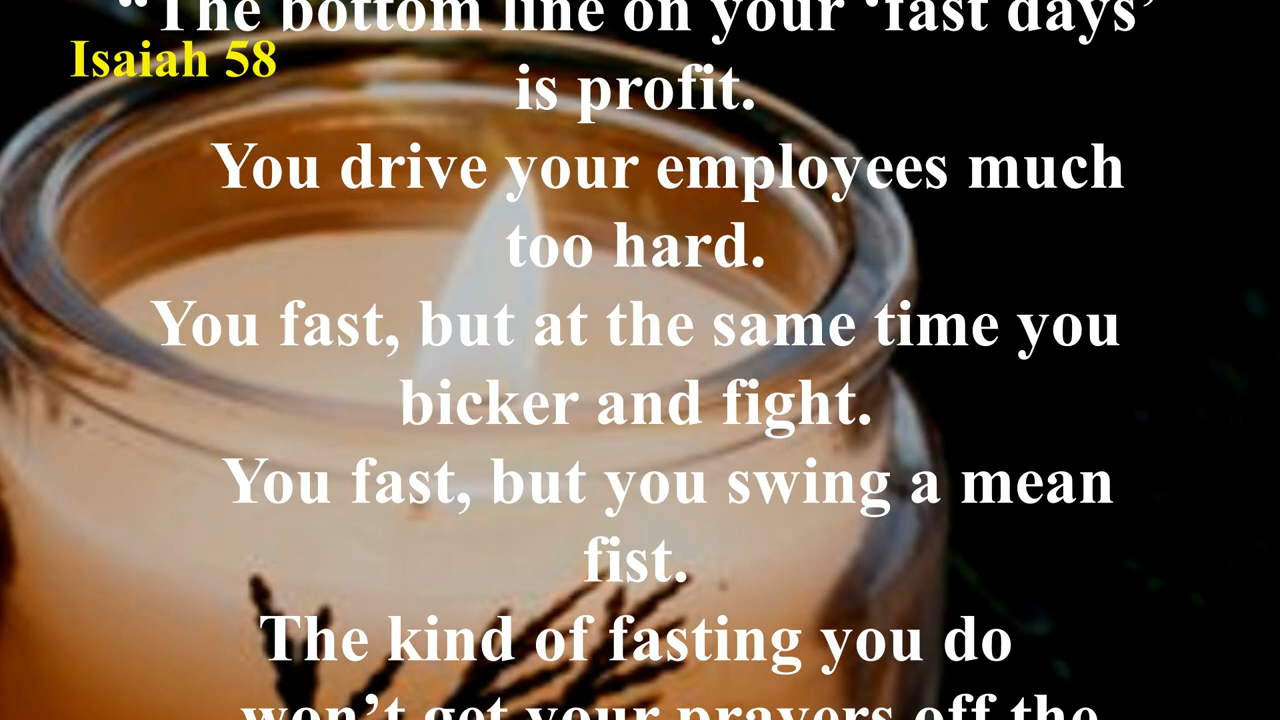 “The bottom line on your ‘fast days’
Isaiah 58
is profit.
You drive your employees much
too hard.
You fast, but at the same time you
bicker and fight.
You fast, but you swing a mean
fist.
The kind of fasting you do
won’t get your prayers off the